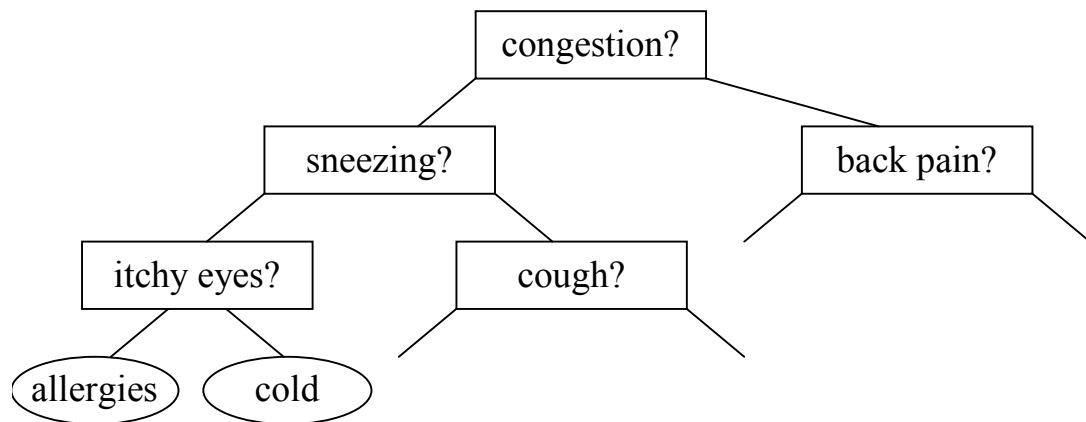 congestion?
sneezing?
back pain?
itchy eyes?
cough?
allergies
cold